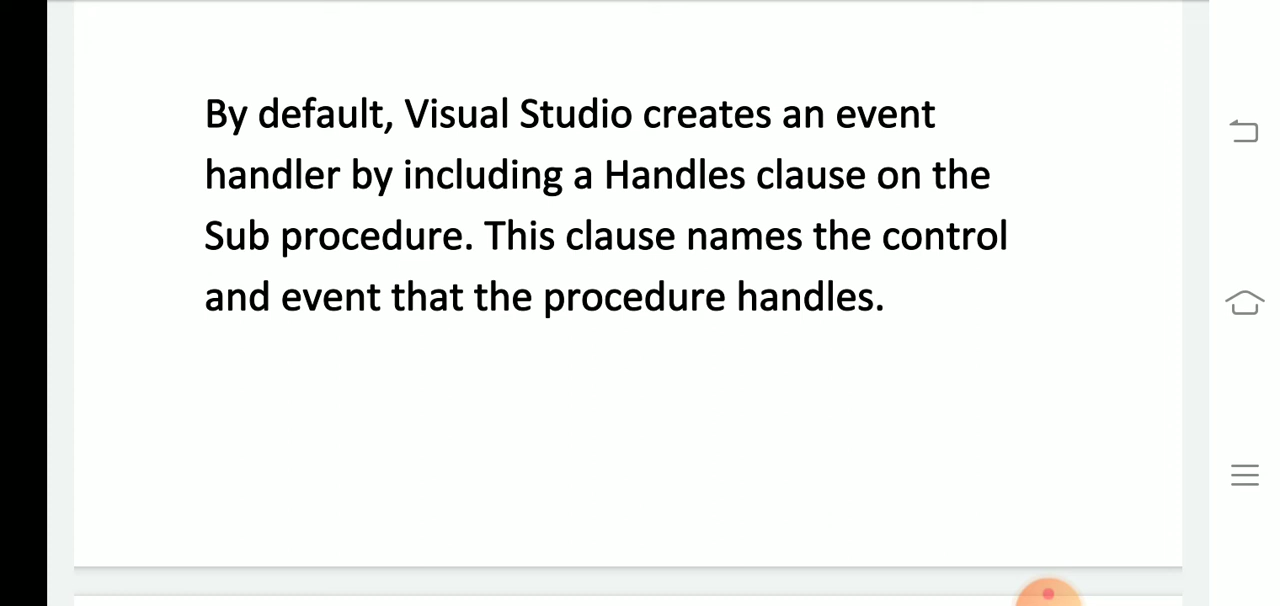 By default, Visual Studio creates an event
handler by including a Handles clause on the
Sub procedure. This clause names the control
and event that the procedure handles.